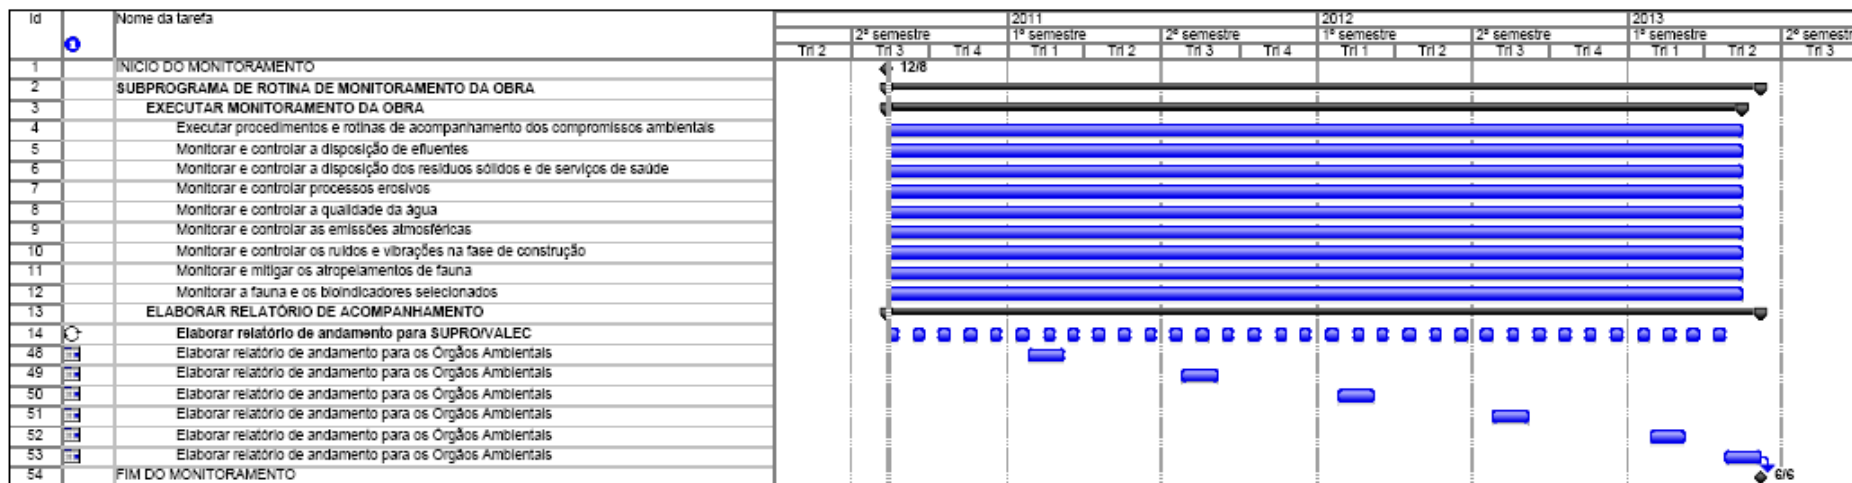 Id Nome da tarefa 2011 2012 2013
2º semestre 1º semestre 2º semestre 1º semestre 2º semestre 1º semestre 2º semestre
Tri 2 Tri 3 Tri 4 Tri 1 Tri 2 Tri 3 Tri 4 Tri 1 Tri 2 Tri 3 Tri 4 Tri 1 Tri 2 Tri 3
1 INICIO DO MONITORAMENTO 12/8
2 SUBPROGRAMA DE ROTINA DE MONITORAMENTO DA OBRA
3 EXECUTAR MONITORAMENTO DA OBRA
4 Executar procedimentos e rotinas de acompanhamento dos compromissos ambientais
5 Monitorar e controlar a disposição de efluentes
6 Monitorar e controlar a disposição dos resíduos sólidos e de serviços de saúde
7 Monitorar e controlar processos erosivos
8 Monitorar e controlar a qualidade da água
9 Monitorar e controlar as emissões atmosféricas
10 Monitorar e controlar os ruídos e vibrações na fase de construção
11 Monitorar e mitigar os atropelamentos de fauna
12 Monitorar a fauna e os bioindicadores selecionados
13 ELABORAR RELATÓRIO DE ACOMPANHAMENTO
14 Elaborar relatório de andamento para SUPRO/VALEC
48 Elaborar relatório de andamento para os Órgãos Ambientais
49 Elaborar relatório de andamento para os Órgãos Ambientais
50 Elaborar relatório de andamento para os Órgãos Ambientais
51 Elaborar relatório de andamento para os Órgãos Ambientais
52 Elaborar relatório de andamento para os Órgãos Ambientais
53 Elaborar relatório de andamento para os Órgãos Ambientais
54 FIM DO MONITORAMENTO 6/6